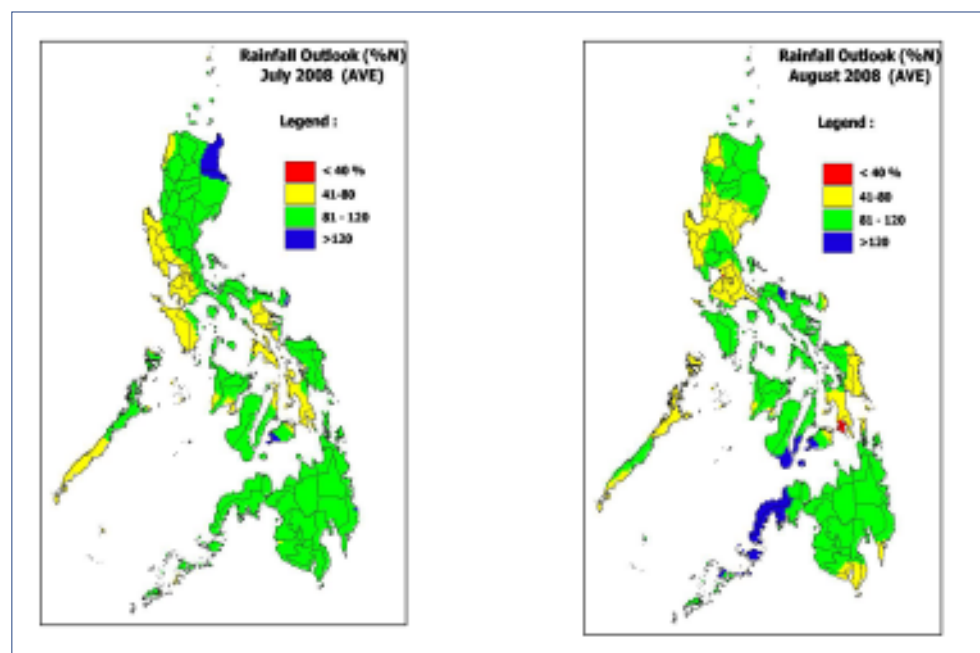 Rainfall Outlook (%N)
July 2008 (AVE)
Legend :
< 40 %
41-80
81 - 120
>120
Rainfall Outlook (%N)
August 2008 (AVE)
Legend :
< 40 %
41-80
81 - 120
>120